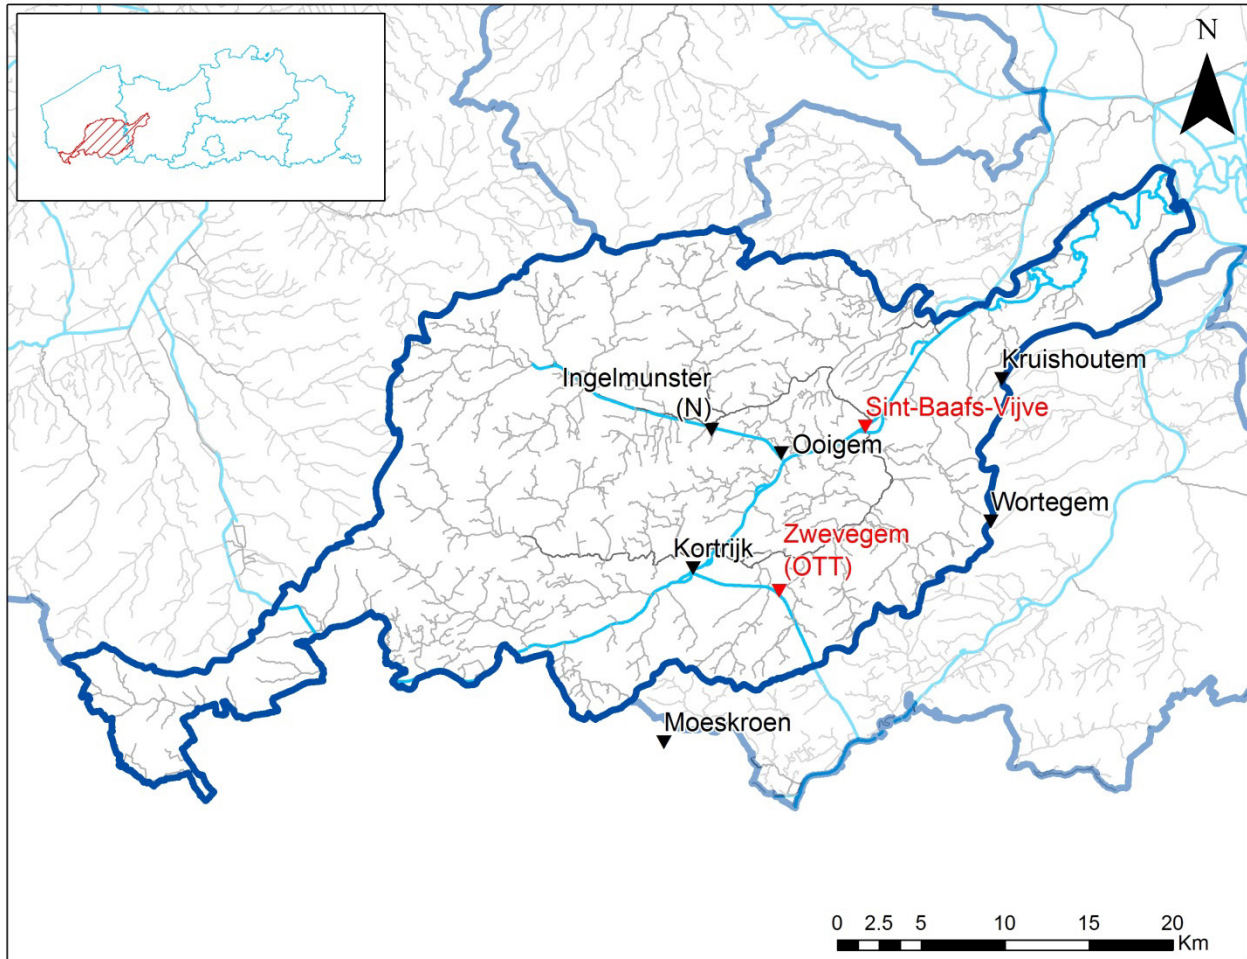 N
Kruishoutem
Ingelmunster
(N)
Sint-Baafs-Vijve
Ooigem
Wortegem
Zwevegem
(OTT)
Kortrijk
Moeskroen
0 2.5 5 10 15 20
Km